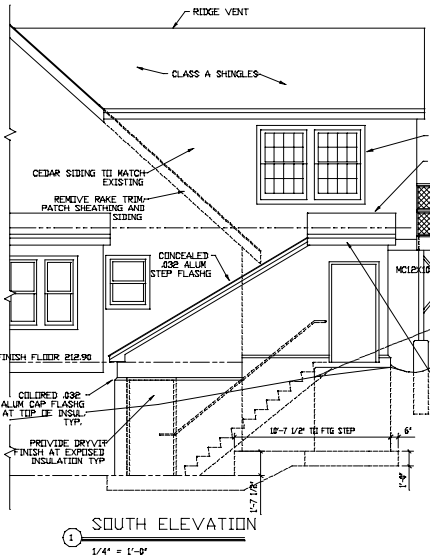 RIDGE VENT
CLASS A SHINGLES
CEDAR SIDING TO MATCH
EXISTING
REMOVE RAKE TRIM,
PATCH SHEATHING AND
SIDING
CONCEALED
.032 ALUM
STEP FLASHG
MC12X10
FINISH FLOOR 212.90
COLORED .032
ALUM CAP FLASHG
AT TOP OF INSUL.
TYP.
PROVIDE DRYVIT
FINISH AT EXPOSED
INSULATION TYP
10'-7 1/2" TO FTG STEP
6"
1'-7 1/2"
SOUTH ELEVATION
1
1/4" = 1'-0"